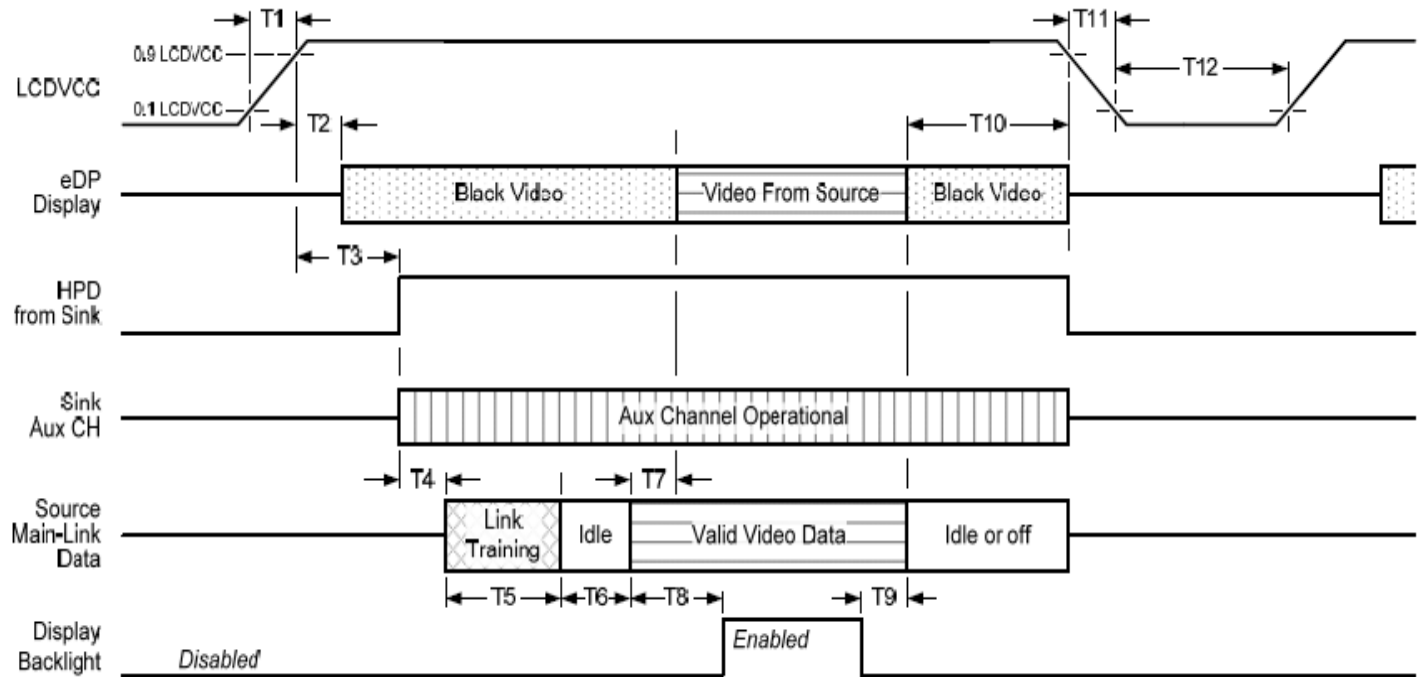 T1
T11
0.9 LCDVCC
T12
LCDVCC
0.1 LCDVCC
T2
T10
eDP
Display
Black Video
Video From Source
Black Video
T3
HPD
from Sink
Sink
Aux CH
Aux Channel Operational
T4
T7
Source
Main-Link
Data
Link
Training
Idle
Valid Video Data
Idle or off
T5
T6
T8
T9
Display
Backlight
Disabled
Enabled